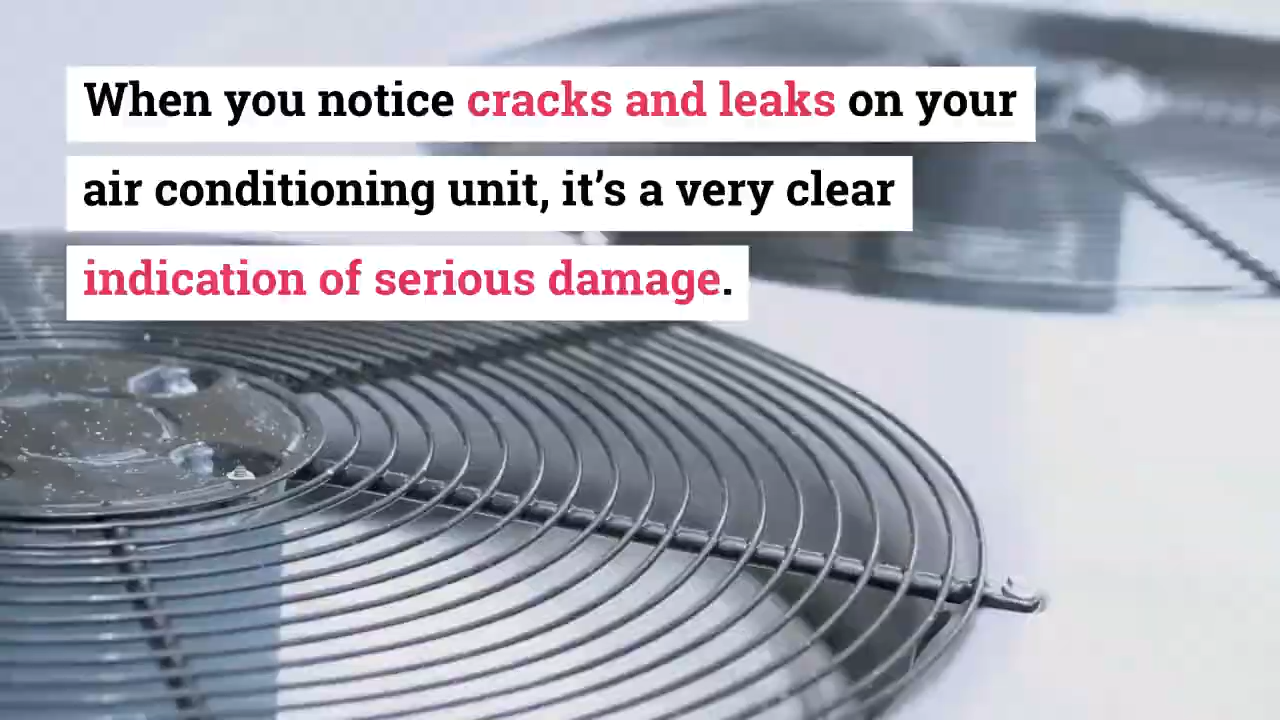 When you notice cracks and leaks on your
air conditioning unit, it’s a very clear
indication of serious damage.